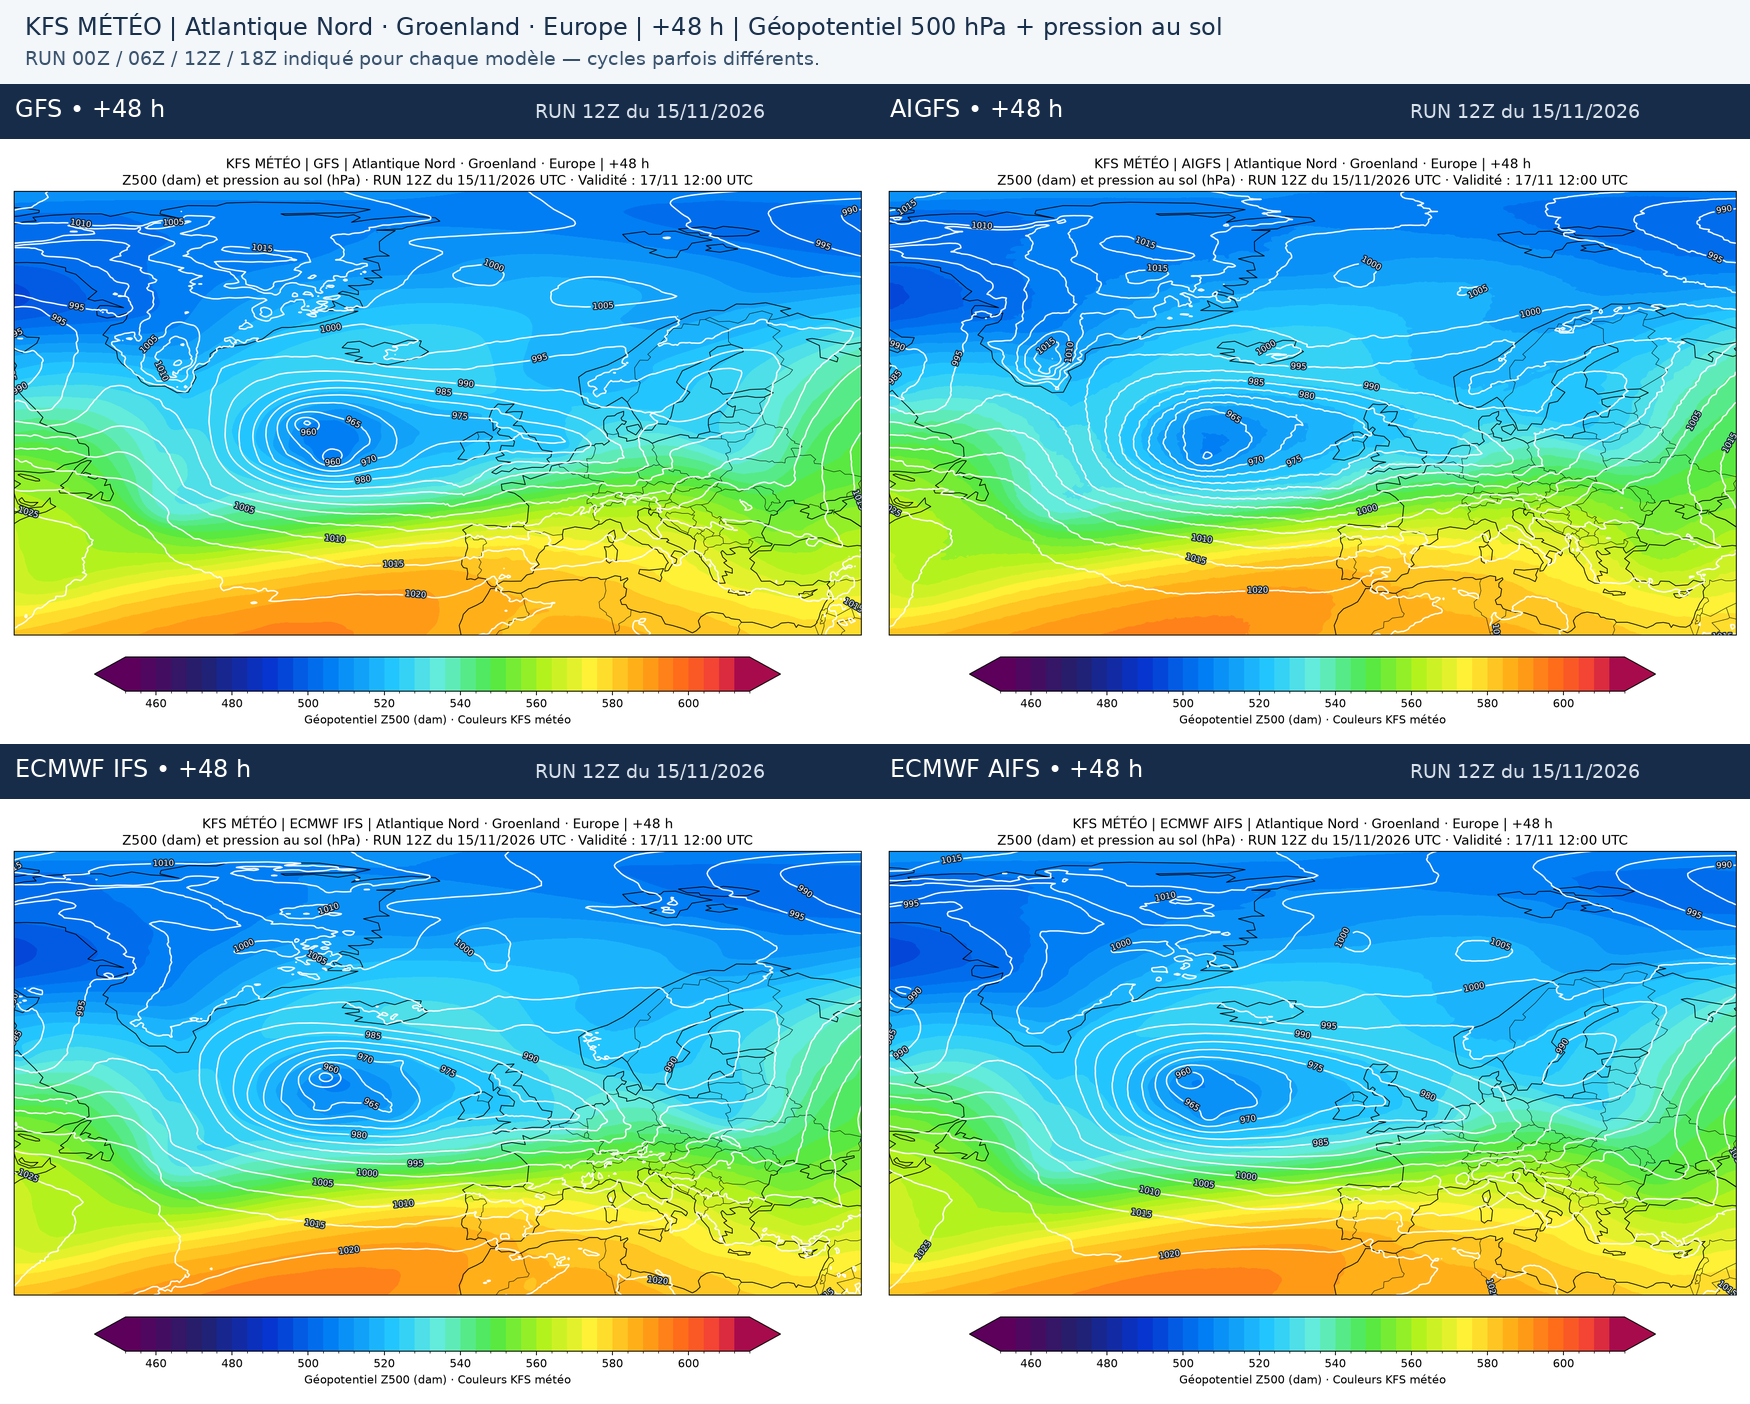 KFS MÉTÉO | Atlantique Nord · Groenland · Europe | +48 h | Géopotentiel 500 hPa + pression au sol
RUN 00Z / 06Z / 12Z / 18Z indiqué pour chaque modèle — cycles parfois différents.
GFS • +48 h
RUN 12Z du 15/11/2026
AIGFS • +48 h
RUN 12Z du 15/11/2026
KFS MÉTÉO | GFS | Atlantique Nord · Groenland · Europe | +48 h
Z500 (dam) et pression au sol (hPa) · RUN 12Z du 15/11/2026 UTC · Validité : 17/11 12:00 UTC
KFS MÉTÉO | AIGFS | Atlantique Nord · Groenland · Europe | +48 h
Z500 (dam) et pression au sol (hPa) · RUN 12Z du 15/11/2026 UTC · Validité : 17/11 12:00 UTC
460 480 500 520 540 560 580 600
Géopotentiel Z500 (dam) · Couleurs KFS météo
460 480 500 520 540 560 580 600
Géopotentiel Z500 (dam) · Couleurs KFS météo
ECMWF IFS • +48 h
RUN 12Z du 15/11/2026
ECMWF AIFS • +48 h
RUN 12Z du 15/11/2026
KFS MÉTÉO | ECMWF IFS | Atlantique Nord · Groenland · Europe | +48 h
Z500 (dam) et pression au sol (hPa) · RUN 12Z du 15/11/2026 UTC · Validité : 17/11 12:00 UTC
KFS MÉTÉO | ECMWF AIFS | Atlantique Nord · Groenland · Europe | +48 h
Z500 (dam) et pression au sol (hPa) · RUN 12Z du 15/11/2026 UTC · Validité : 17/11 12:00 UTC
460 480 500 520 540 560 580 600
Géopotentiel Z500 (dam) · Couleurs KFS météo
460 480 500 520 540 560 580 600
Géopotentiel Z500 (dam) · Couleurs KFS météo